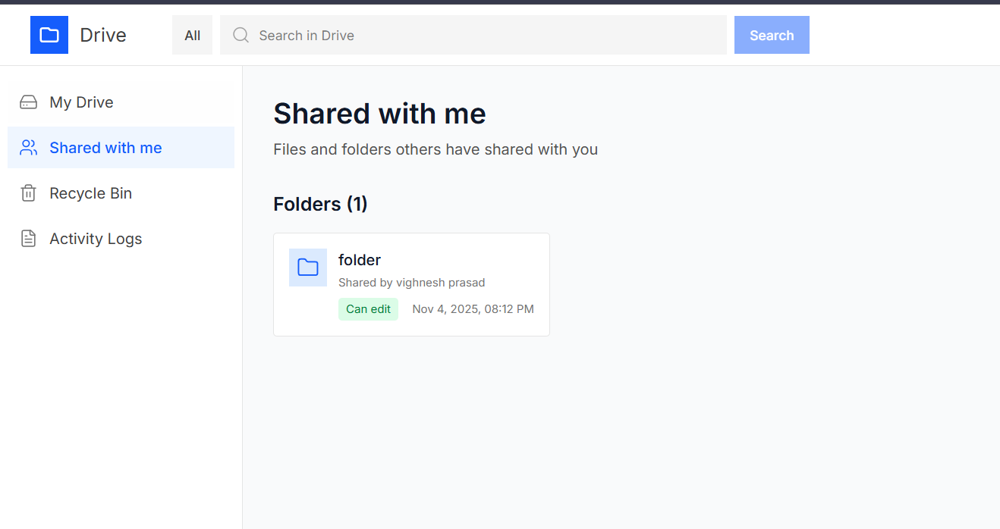 Drive
All
Search in Drive
Search
My Drive
Shared with me
Recycle Bin
Activity Logs
Shared with me
Files and folders others have shared with you
Folders (1)
folder
Shared by vighnesh prasad
Can edit Nov 4, 2025, 08:12 PM